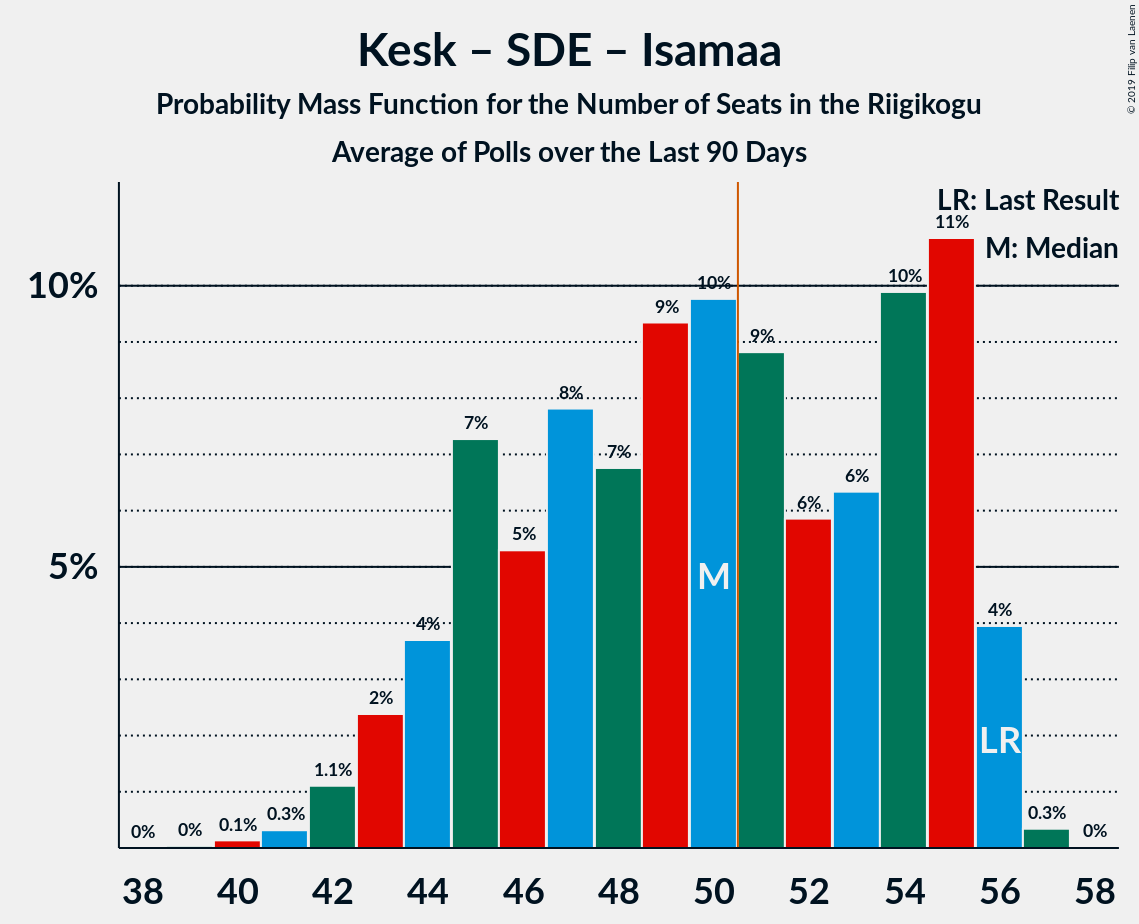 Kesk – SDE – Isamaa
Probability Mass Function for the Number of Seats in the Riigikogu
Average of Polls over the Last 90 Days
© 2019 Filip van Laenen
LR: Last Result
M: Median
10%
5%
0%
0%
0.1%
0.3%
1.1%
2%
4%
7%
5%
8%
7%
9%
10%
9%
6%
6%
10%
11%
4%
0.3%
0%
M
LR
38 40 42 44 46 48 50 52 54 56 58